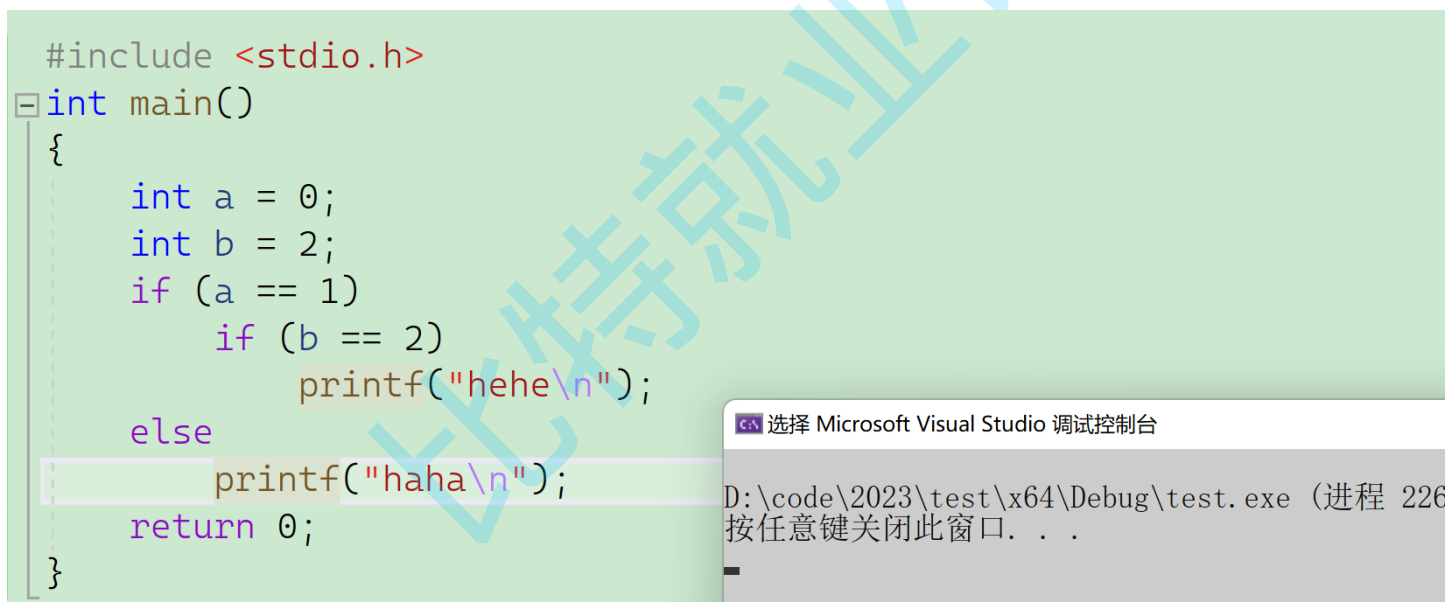 #include <stdio.h>
int main()
{
int a = 0;
int b = 2;
if (a == 1)
if (b == 2)
printf("hehe\n");
else
printf("haha\n");
return 0;
}
选择 Microsoft Visual Studio 调试控制台
D:\code\2023\test\x64\Debug\test.exe (进程 226
按任意键关闭此窗口. . .
比特就业